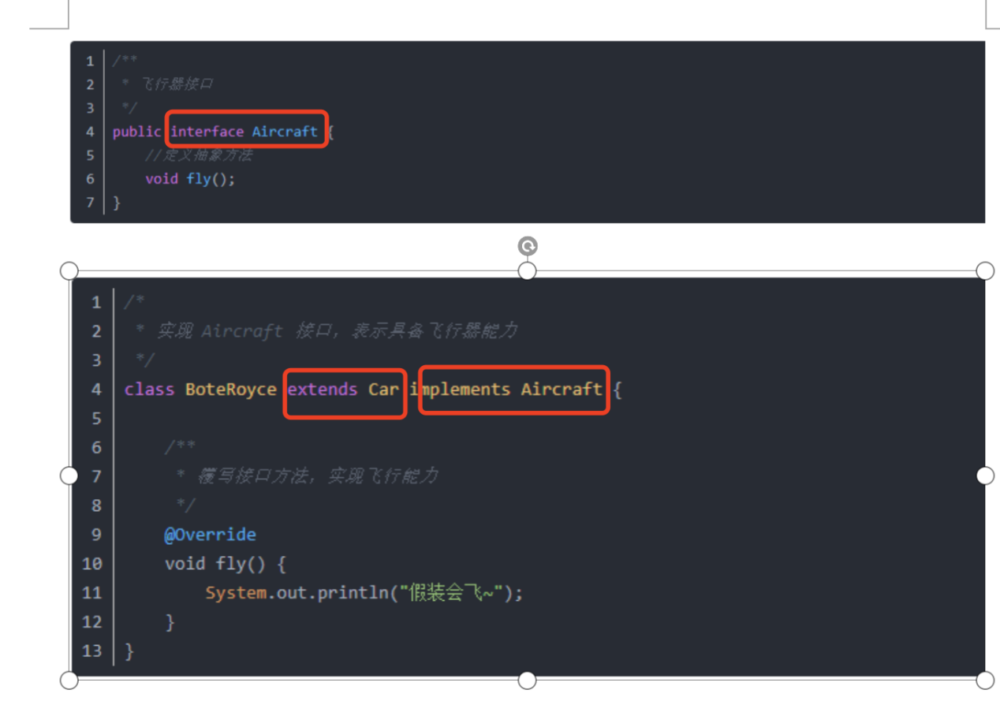 1 /**
2  * 飞行器接口
3  */
4 public interface Aircraft {
5     //定义抽象方法
6     void fly();
7 }
1 /*
2  * 实现 Aircraft 接口，表示具备飞行器能力
3  */
4 class BoteRoyce extends Car implements Aircraft {
5
6     /**
7      * 覆写接口方法，实现飞行能力
8      */
9     @Override
10     void fly() {
11         System.out.println("假装会飞~");
12     }
13 }